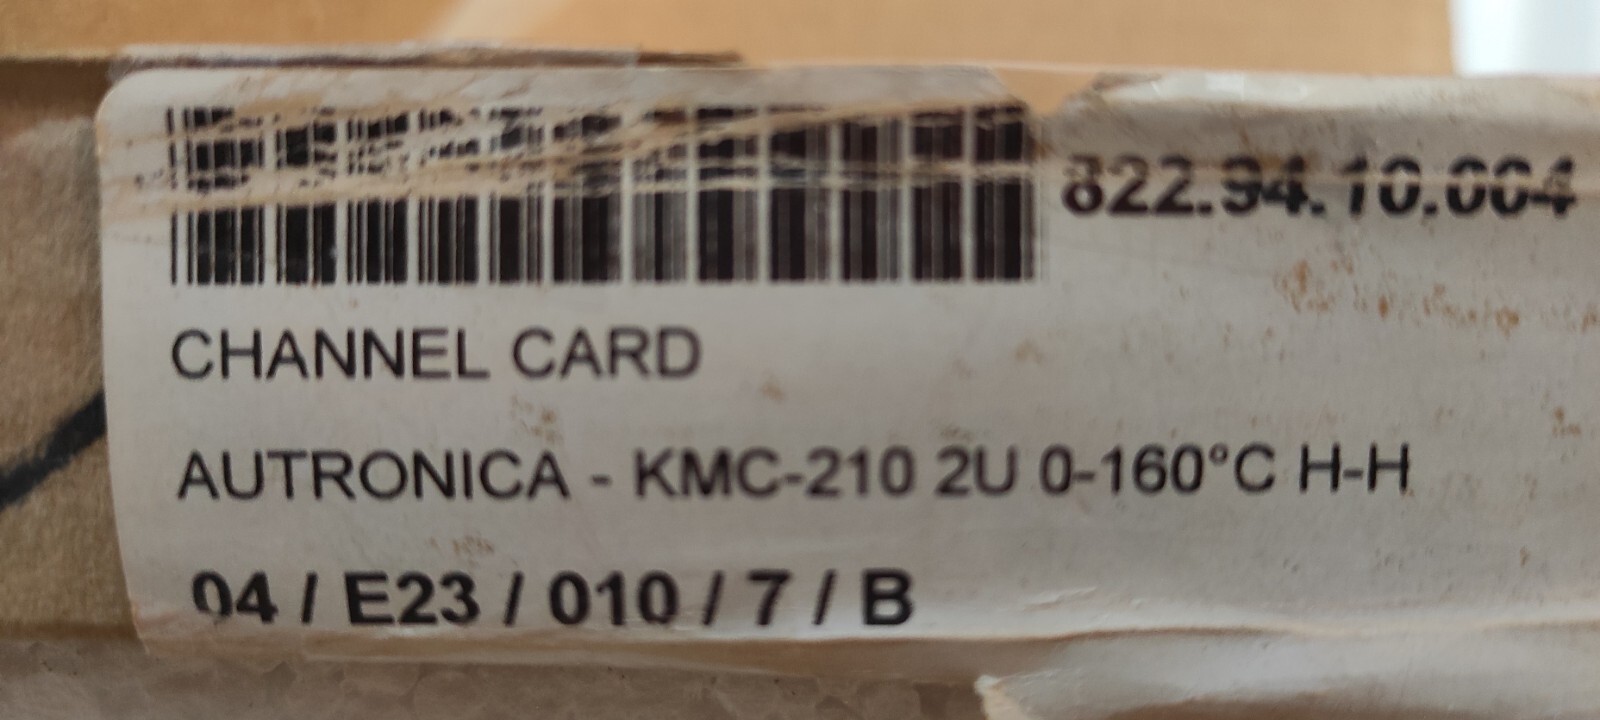 822.94.10.004
CHANNEL CARD
AUTRONICA - KMC-210 2U 0-160°C H-H
04 / E23 / 010 / 7 / B